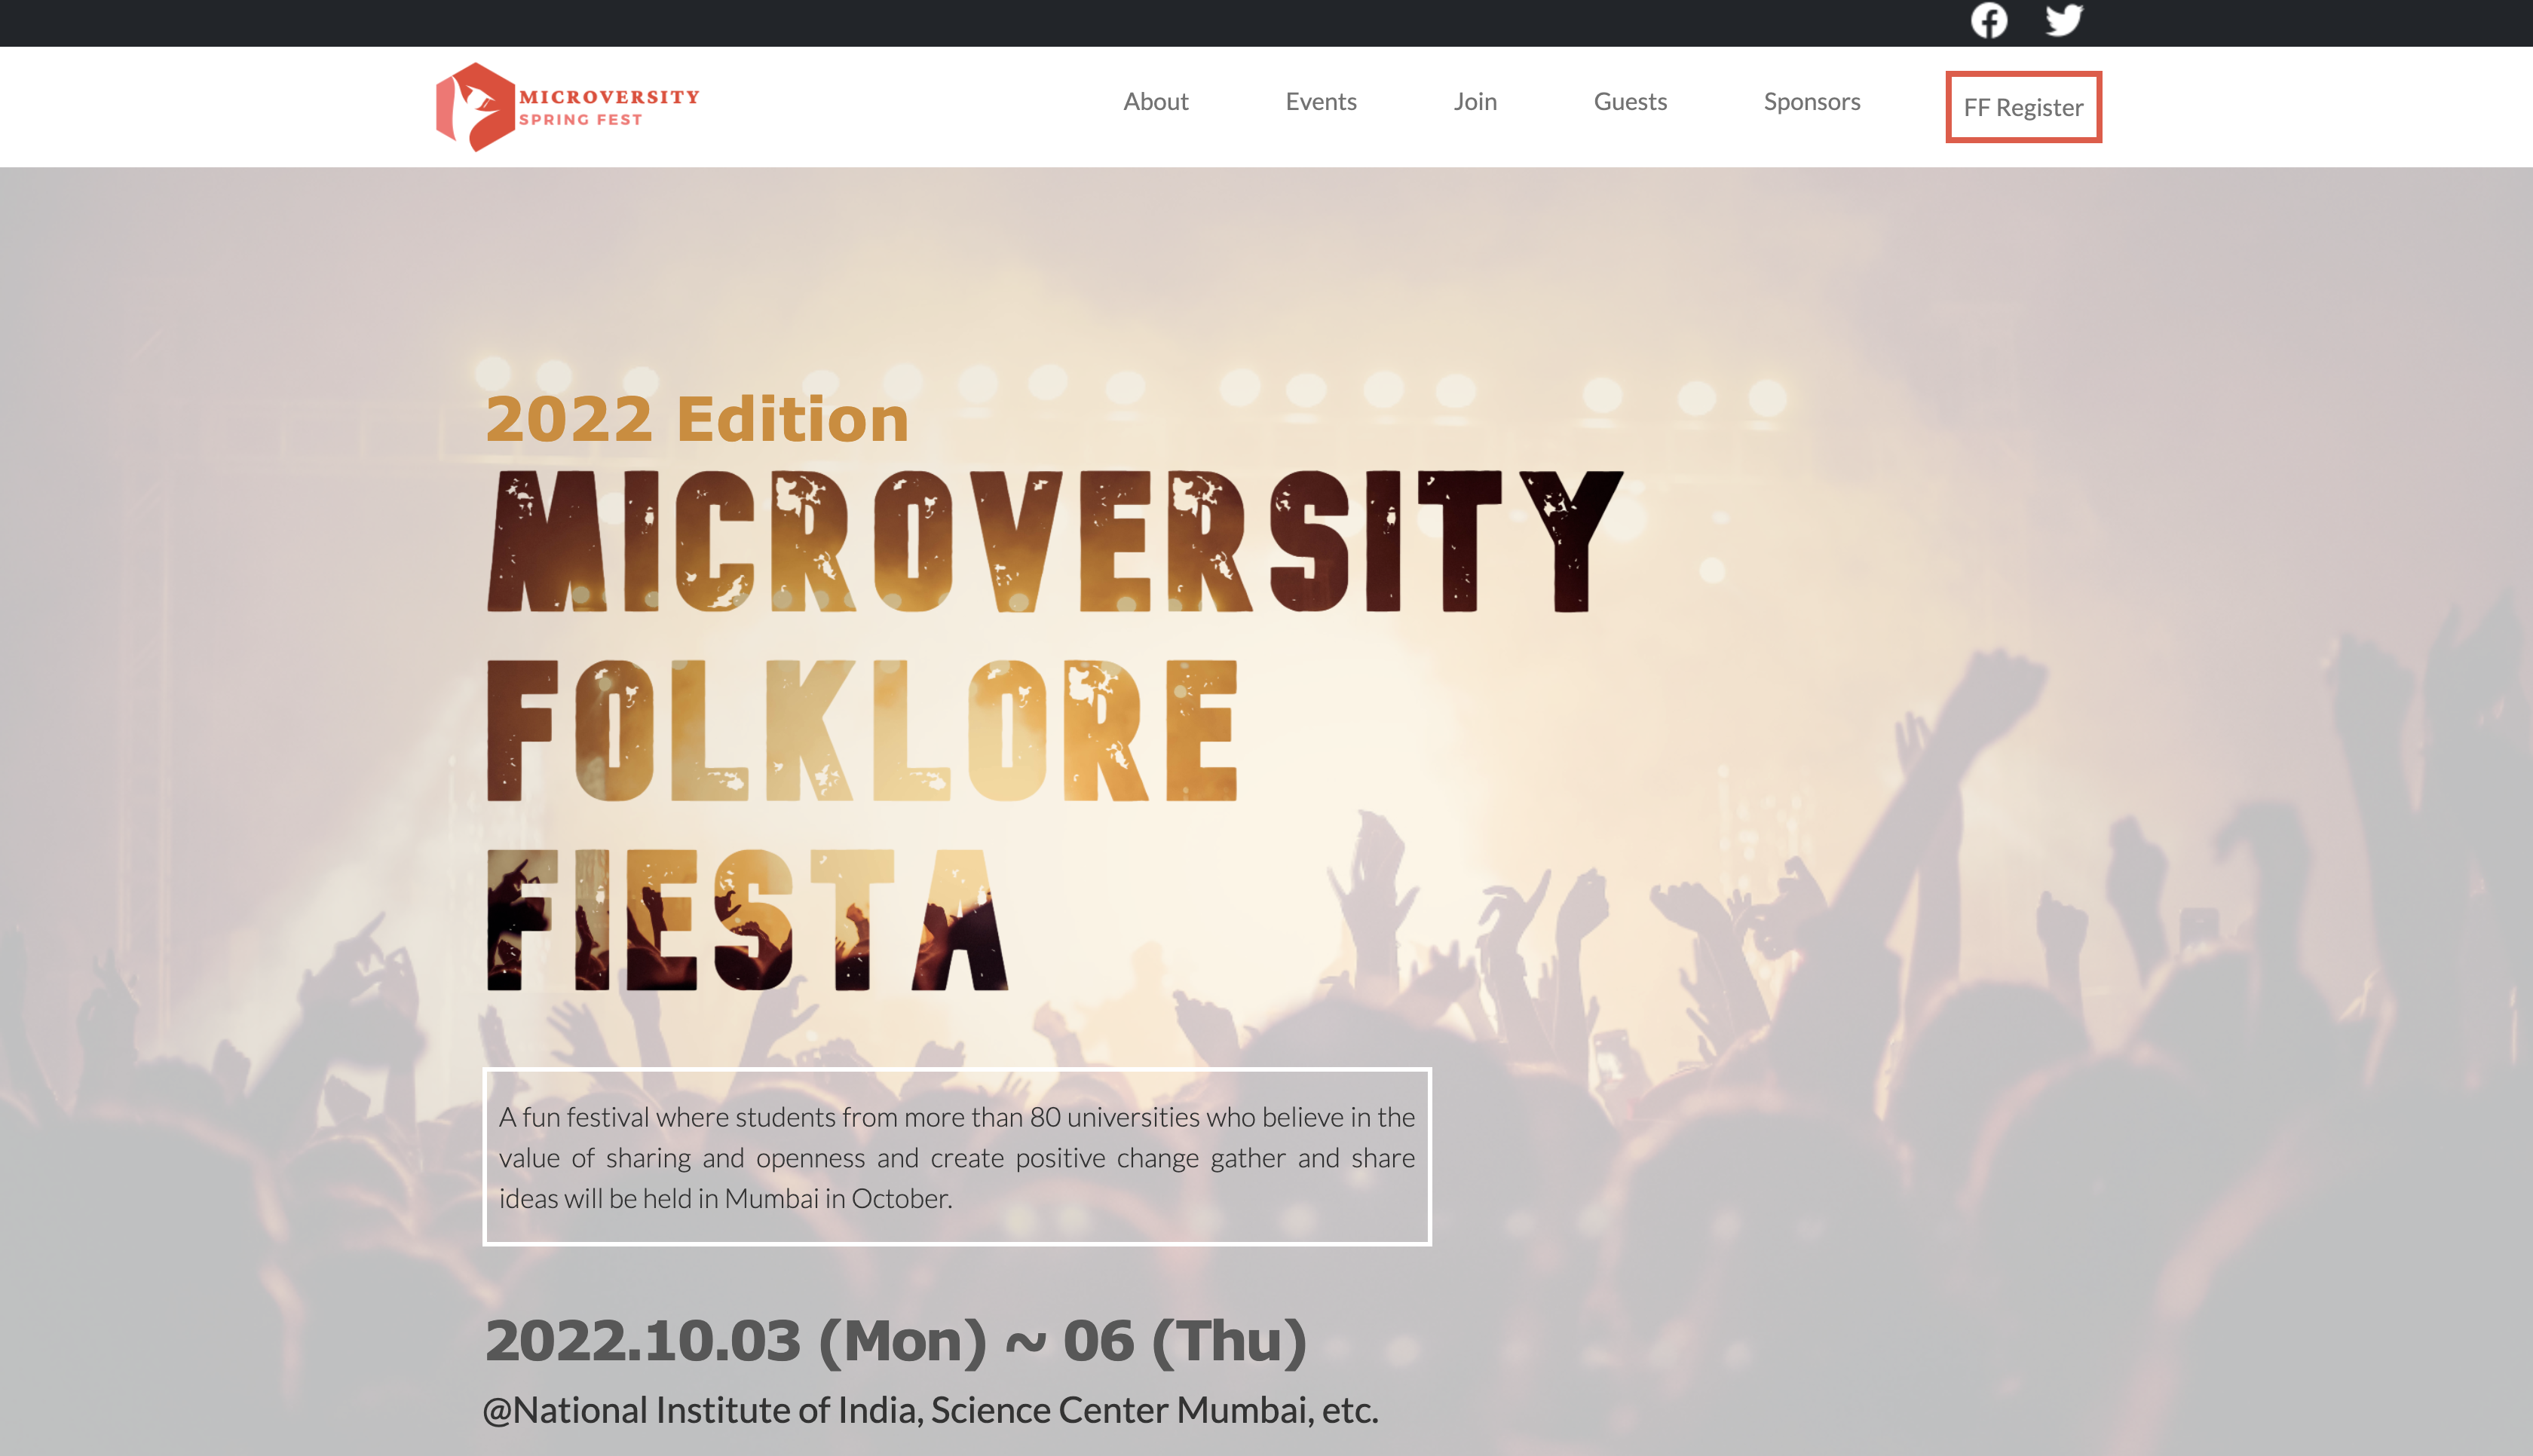 MICROVERSITY
SPRING FEST
About Events Join Guests Sponsors FF Register
2022 Edition
MICROVERSITY
FOLKLORE
FIESTA
A fun festival where students from more than 80 universities who believe in the
value of sharing and openness and create positive change gather and share
ideas will be held in Mumbai in October.
2022.10.03 (Mon) ~ 06 (Thu)
@National Institute of India, Science Center Mumbai, etc.